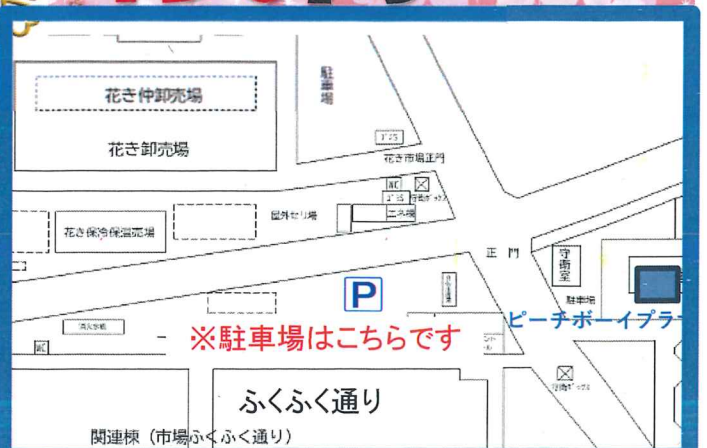 駐車場
花き仲卸売場
花き卸売場
花き市場正門
屋外セリ場
花き保冷保温売場
正門
守衛室
駐車場
P
ピーチボーイプラ
※駐車場はこちらです
ふくふく通り
関連棟（市場ふくふく通り）